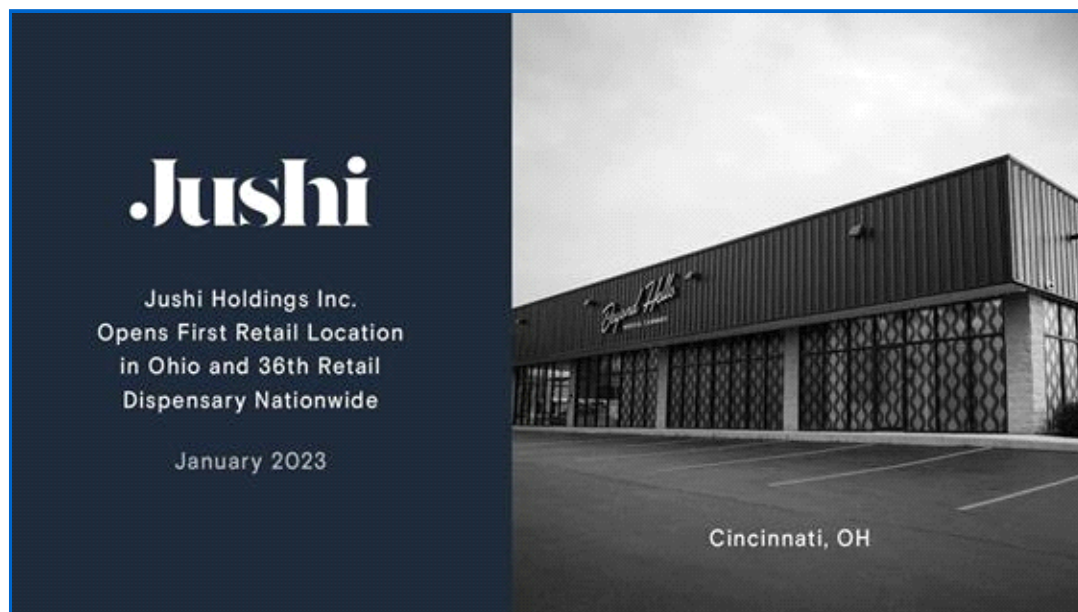 Jushi
Jushi Holdings Inc.
Opens First Retail Location
in Ohio and 36th Retail
Dispensary Nationwide
January 2023
Beyond Hello
Cincinnati, OH